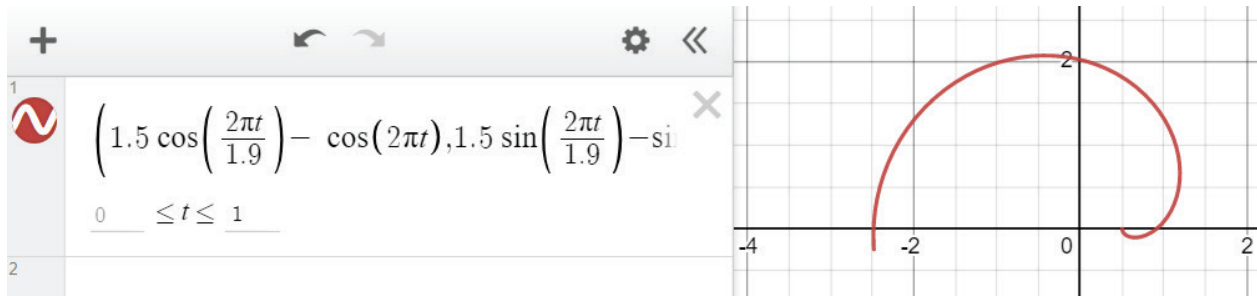 1
(1.5 cos(2πt/1.9) − cos(2πt),1.5 sin(2πt/1.9)−si
0 ≤ t ≤ 1
2
2
-4 -2 0 2